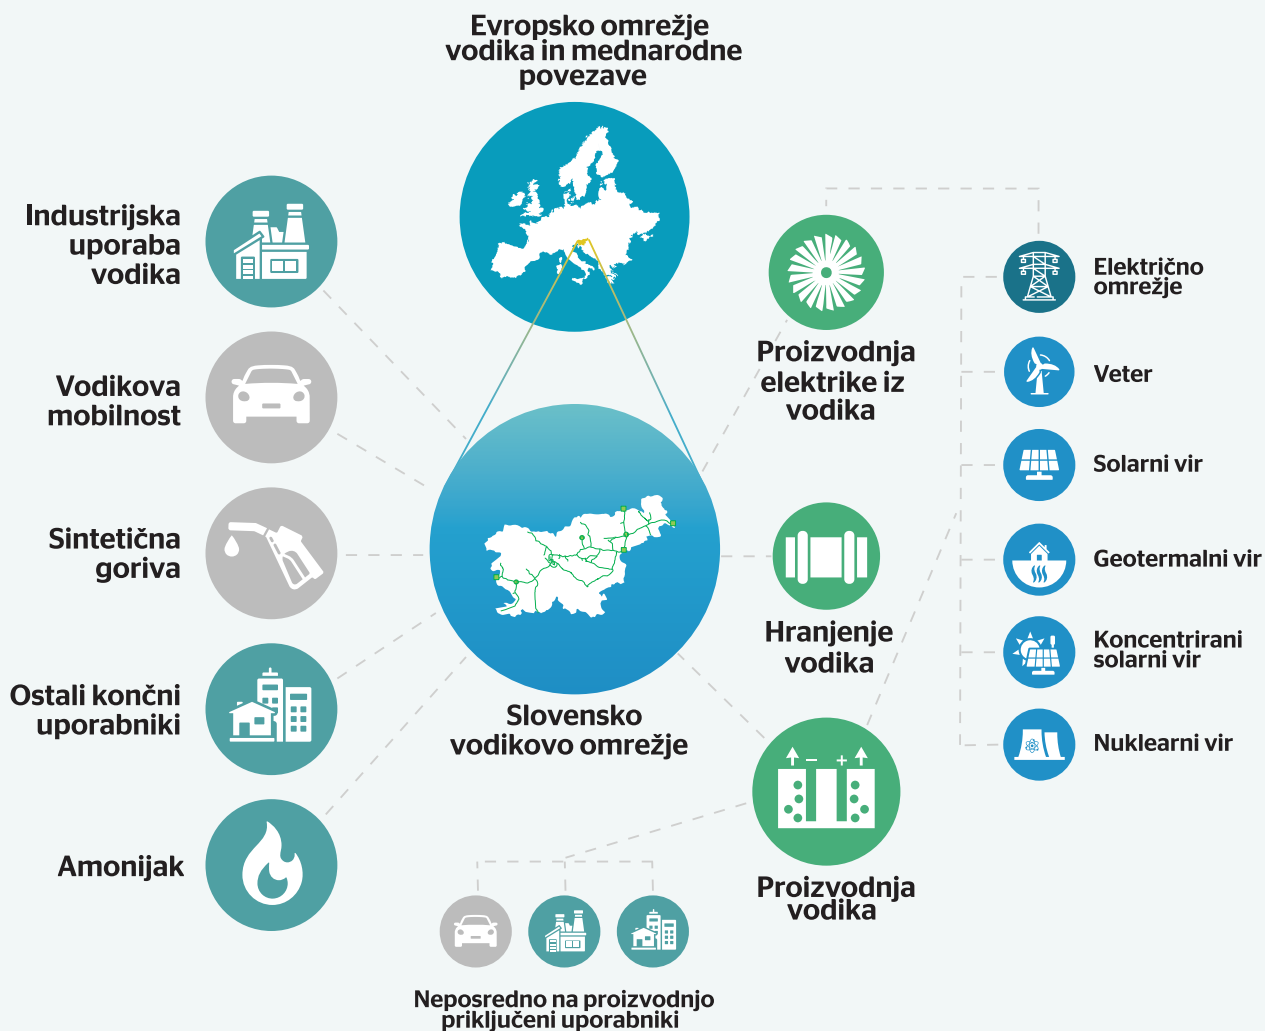 Evropsko omrežje
vodika in mednarodne
povezave
Industrijska
uporaba
vodika
Vodikova
mobilnost
Sintetična
goriva
Ostali končni
uporabniki
Amonijak
Slovensko
vodikovo omrežje
Proizvodnja
elektrike iz
vodika
Hranjenje
vodika
- +
Proizvodnja
vodika
Električno
omrežje
Veter
Solarni vir
Geotermalni vir
Koncentrirani
solarni vir
Nuklearni vir
Neposredno na proizvodnjo
priključeni uporabniki